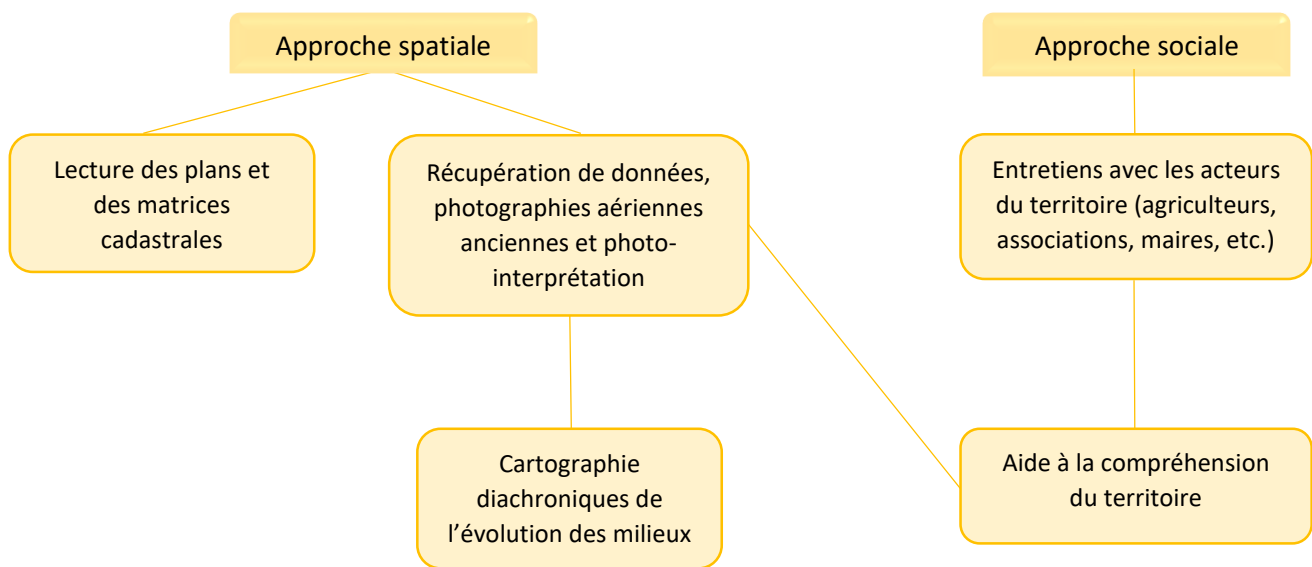 Approche spatiale
Approche sociale
Lecture des plans et
des matrices
cadastrales
Récupération de données,
photographies aériennes
anciennes et photo-
interprétation
Entretiens avec les acteurs
du territoire (agriculteurs,
associations, maires, etc.)
Cartographie
diachroniques de
l’évolution des milieux
Aide à la compréhension
du territoire